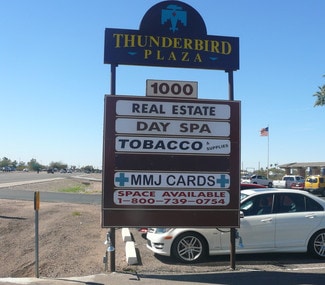 THUNDERBIRD
PLAZA
1000
REAL ESTATE
DAY SPA
TOBACCO & SUPPLIES
MMJ CARDS
SPACE AVAILABLE
1-800-739-0754